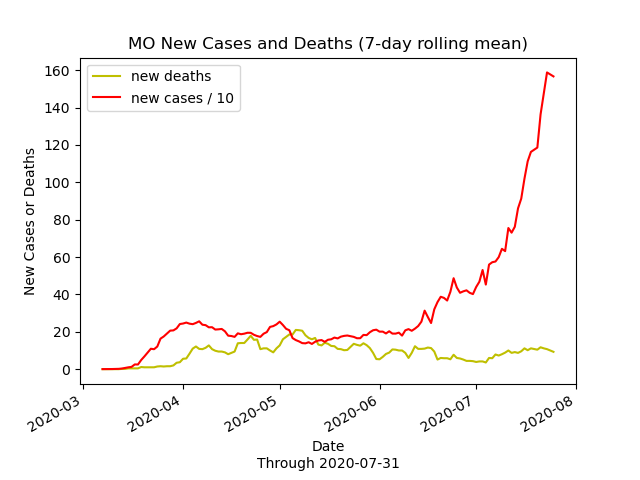 MO New Cases and Deaths (7-day rolling mean)
new deaths
new cases / 10
160
140
120
100
80
60
40
20
0
New Cases or Deaths
2020-03
2020-04
2020-05
2020-06
2020-07
2020-08
Date
Through 2020-07-31